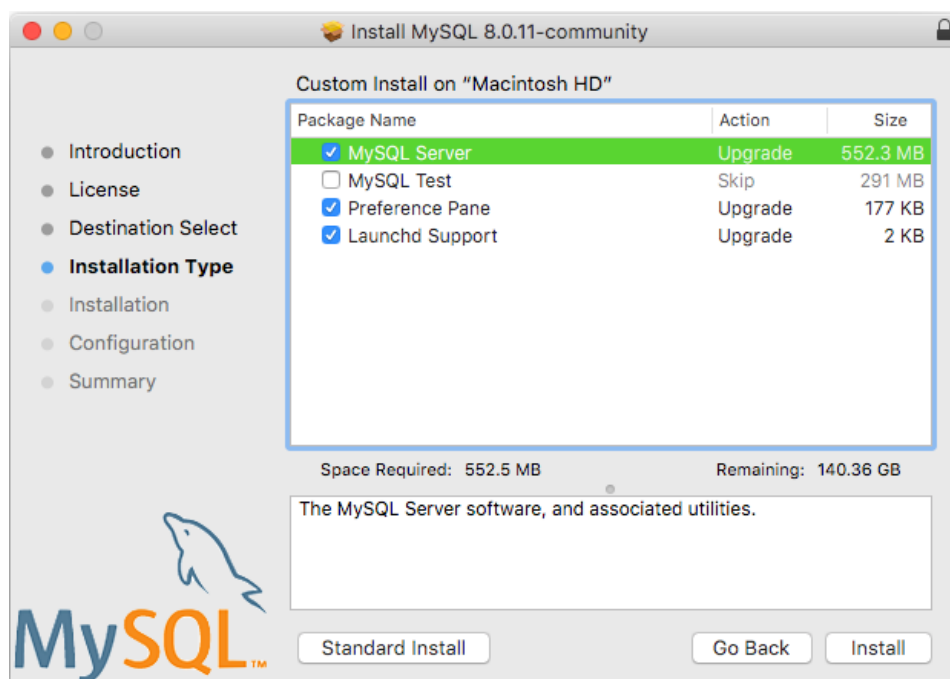 Install MySQL 8.0.11-community
Introduction
License
Destination Select
Installation Type
Installation
Configuration
Summary
Custom Install on “Macintosh HD”
Package Name Action Size
MySQL Server Upgrade 552.3 MB
MySQL Test Skip 291 MB
Preference Pane Upgrade 177 KB
Launchd Support Upgrade 2 KB
Space Required: 552.5 MB Remaining: 140.36 GB
The MySQL Server software, and associated utilities.
MySQL™
Standard Install Go Back Install